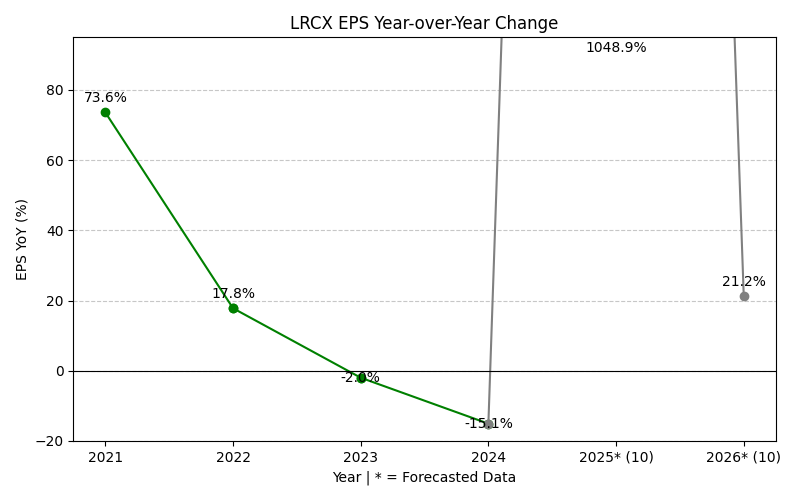 LRCX EPS Year-over-Year Change
1048.9%
80
73.6%
60
EPS YoY (%)
40
21.2%
17.8%
20
0
-15.1%
−20
2021 2022 2023 2024 2025* (10) 2026* (10)
Year | * = Forecasted Data